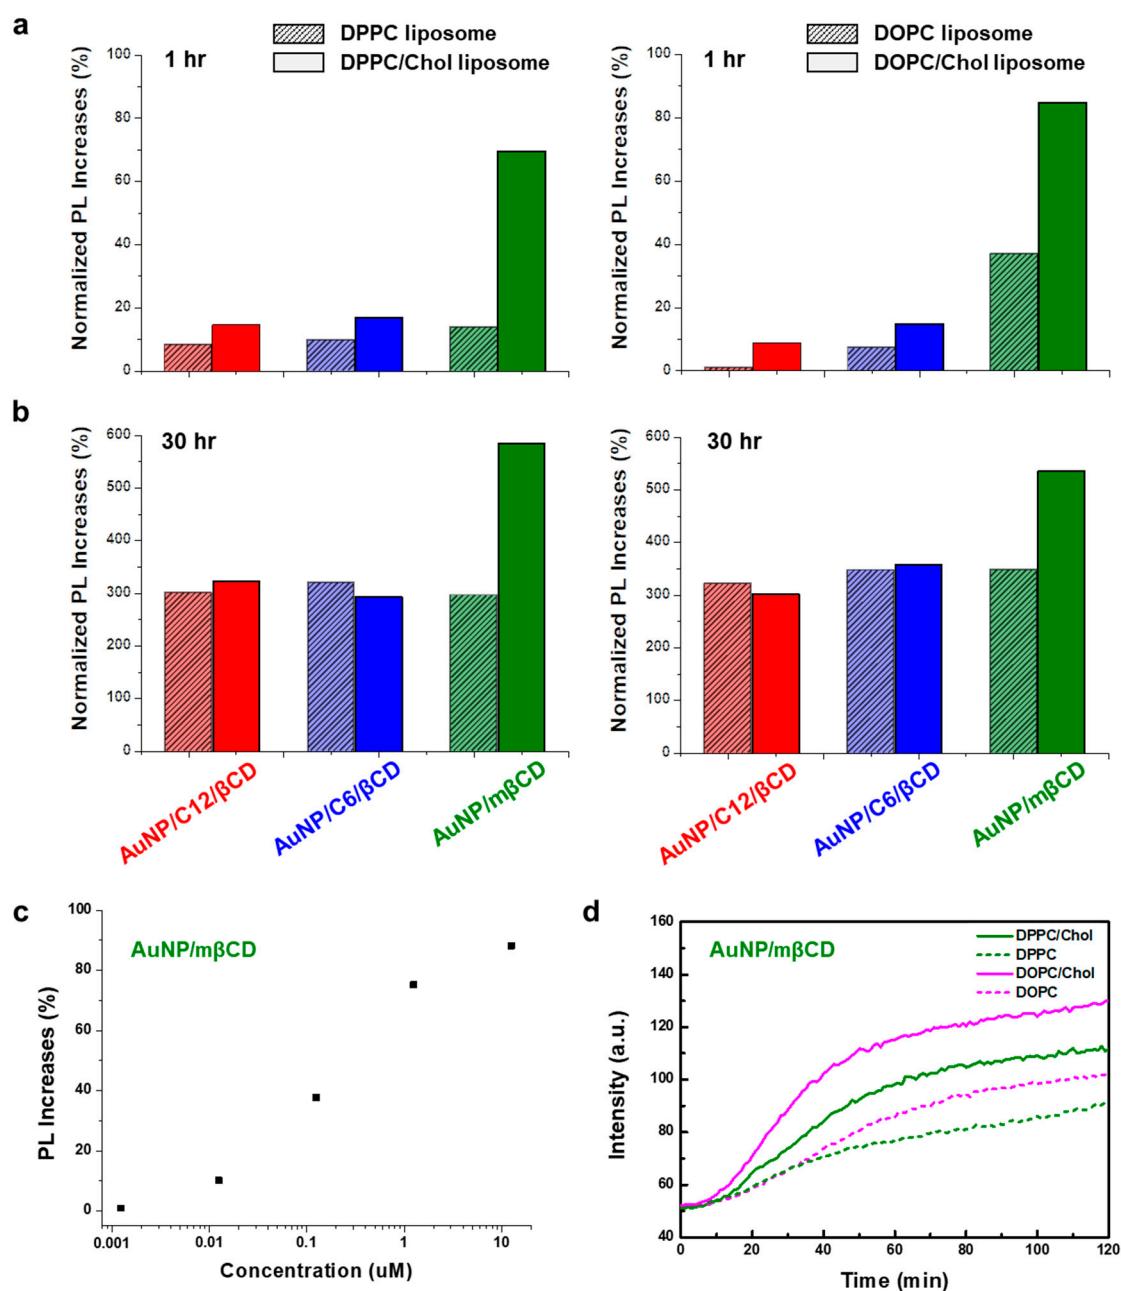 a
DPPC liposome
DPPC/Chol liposome
1 hr
Normalized PL Increases (%)
100
80
60
40
20
0
DOPC liposome
DOPC/Chol liposome
1 hr
Normalized PL Increases (%)
100
80
60
40
20
0
b
30 hr
Normalized PL Increases (%)
600
500
400
300
200
100
0
AuNP/C12/βCD
AuNP/C6/βCD
AuNP/mβCD
30 hr
Normalized PL Increases (%)
600
500
400
300
200
100
0
AuNP/C12/βCD
AuNP/C6/βCD
AuNP/mβCD
c
AuNP/mβCD
PL Increases (%)
100
80
60
40
20
0
0.001 0.01 0.1 1 10
Concentration (uM)
d
AuNP/mβCD
DPPC/Chol
DPPC
DOPC/Chol
DOPC
Intensity (a.u.)
160
140
120
100
80
60
40
0 20 40 60 80 100 120
Time (min)